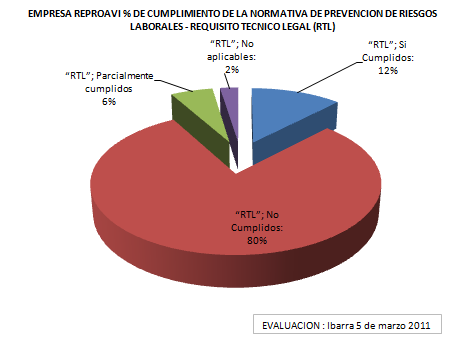 EMPRESA REPROAVI % DE CUMPLIMIENTO DE LA NORMATIVA DE PREVENCION DE RIESGOS
LABORALES - REQUISITO TECNICO LEGAL (RTL)
"RTL"; No
aplicables:
2%
"RTL"; Si
Cumplidos:
12%
"RTL"; Parcialmente
cumplidos
6%
"RTL"; No
Cumplidos:
80%
EVALUACION : Ibarra 5 de marzo 2011